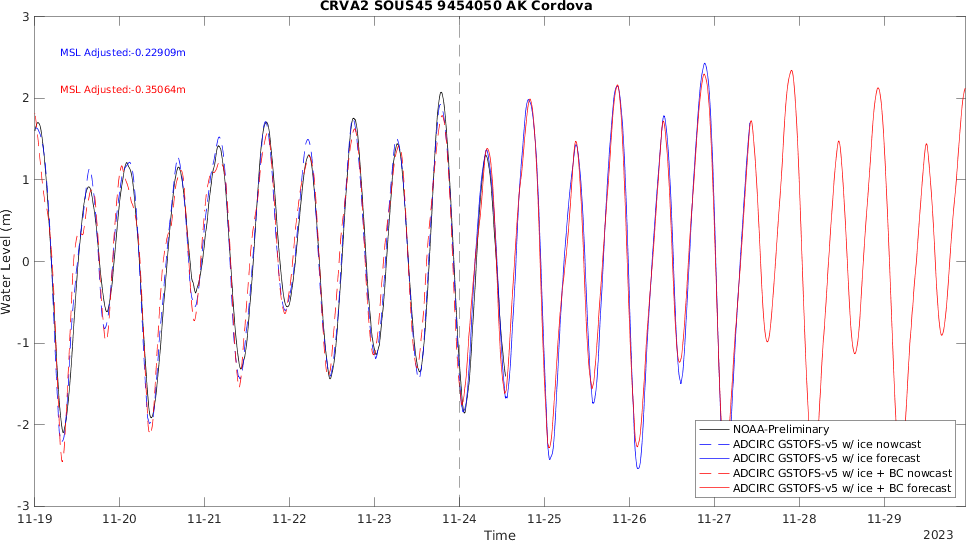 CRVA2 SOUS45 9454050 AK Cordova
MSL Adjusted:-0.22909m
MSL Adjusted:-0.35064m
Water Level (m)
3
2
1
0
-1
-2
-3
NOAA-Preliminary
ADCIRC GSTOFS-v5 w/ ice nowcast
ADCIRC GSTOFS-v5 w/ ice forecast
ADCIRC GSTOFS-v5 w/ ice + BC nowcast
ADCIRC GSTOFS-v5 w/ ice + BC forecast
11-19 11-20 11-21 11-22 11-23 11-24 11-25 11-26 11-27 11-28 11-29
Time
2023